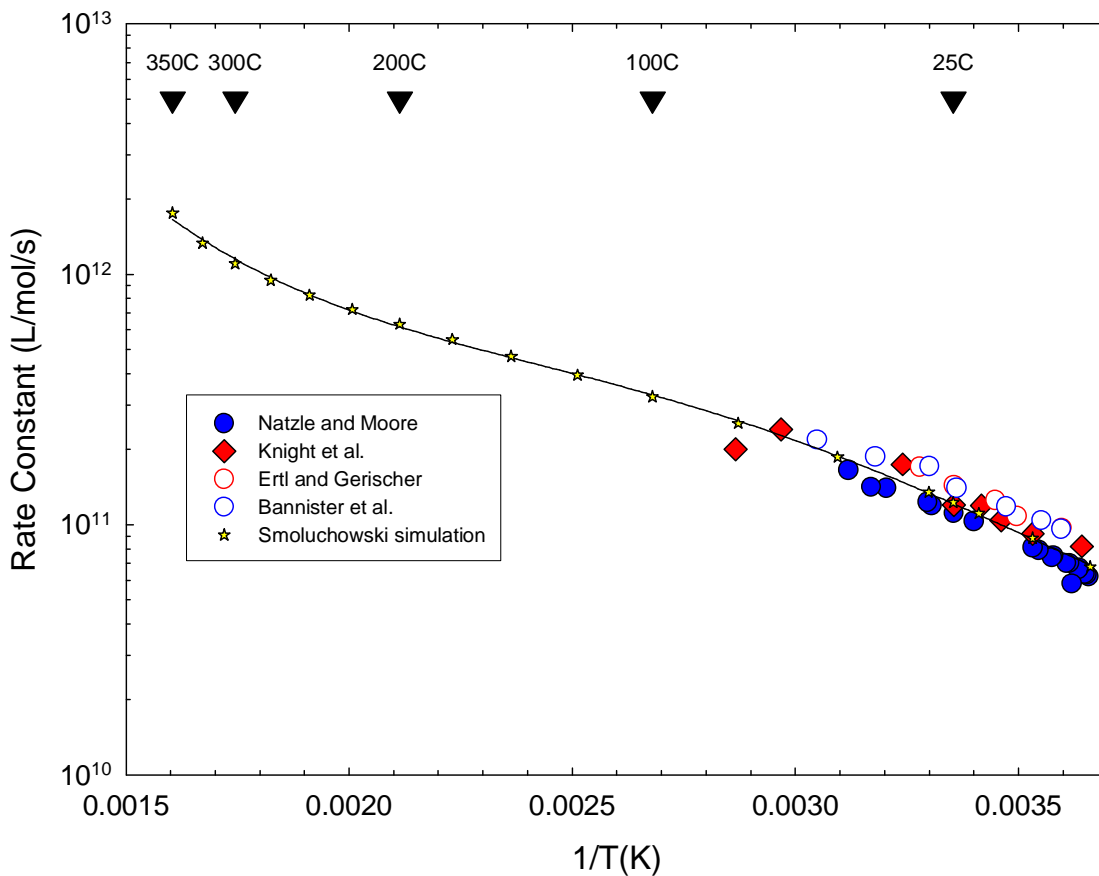 10^13
350C 300C 200C 100C 25C
10^12
Rate Constant (L/mol/s)
Natzle and Moore
Knight et al.
Ertl and Gerischer
Bannister et al.
Smoluchowski simulation
10^11
10^10
0.0015 0.0020 0.0025 0.0030 0.0035
1/T(K)